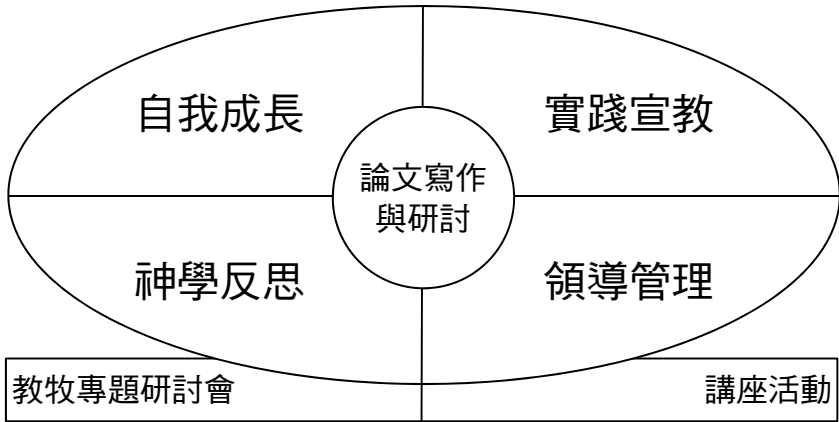 自我成長
實踐宣教
論文寫作
與研討
神學反思
領導管理
教牧專題研討會
講座活動